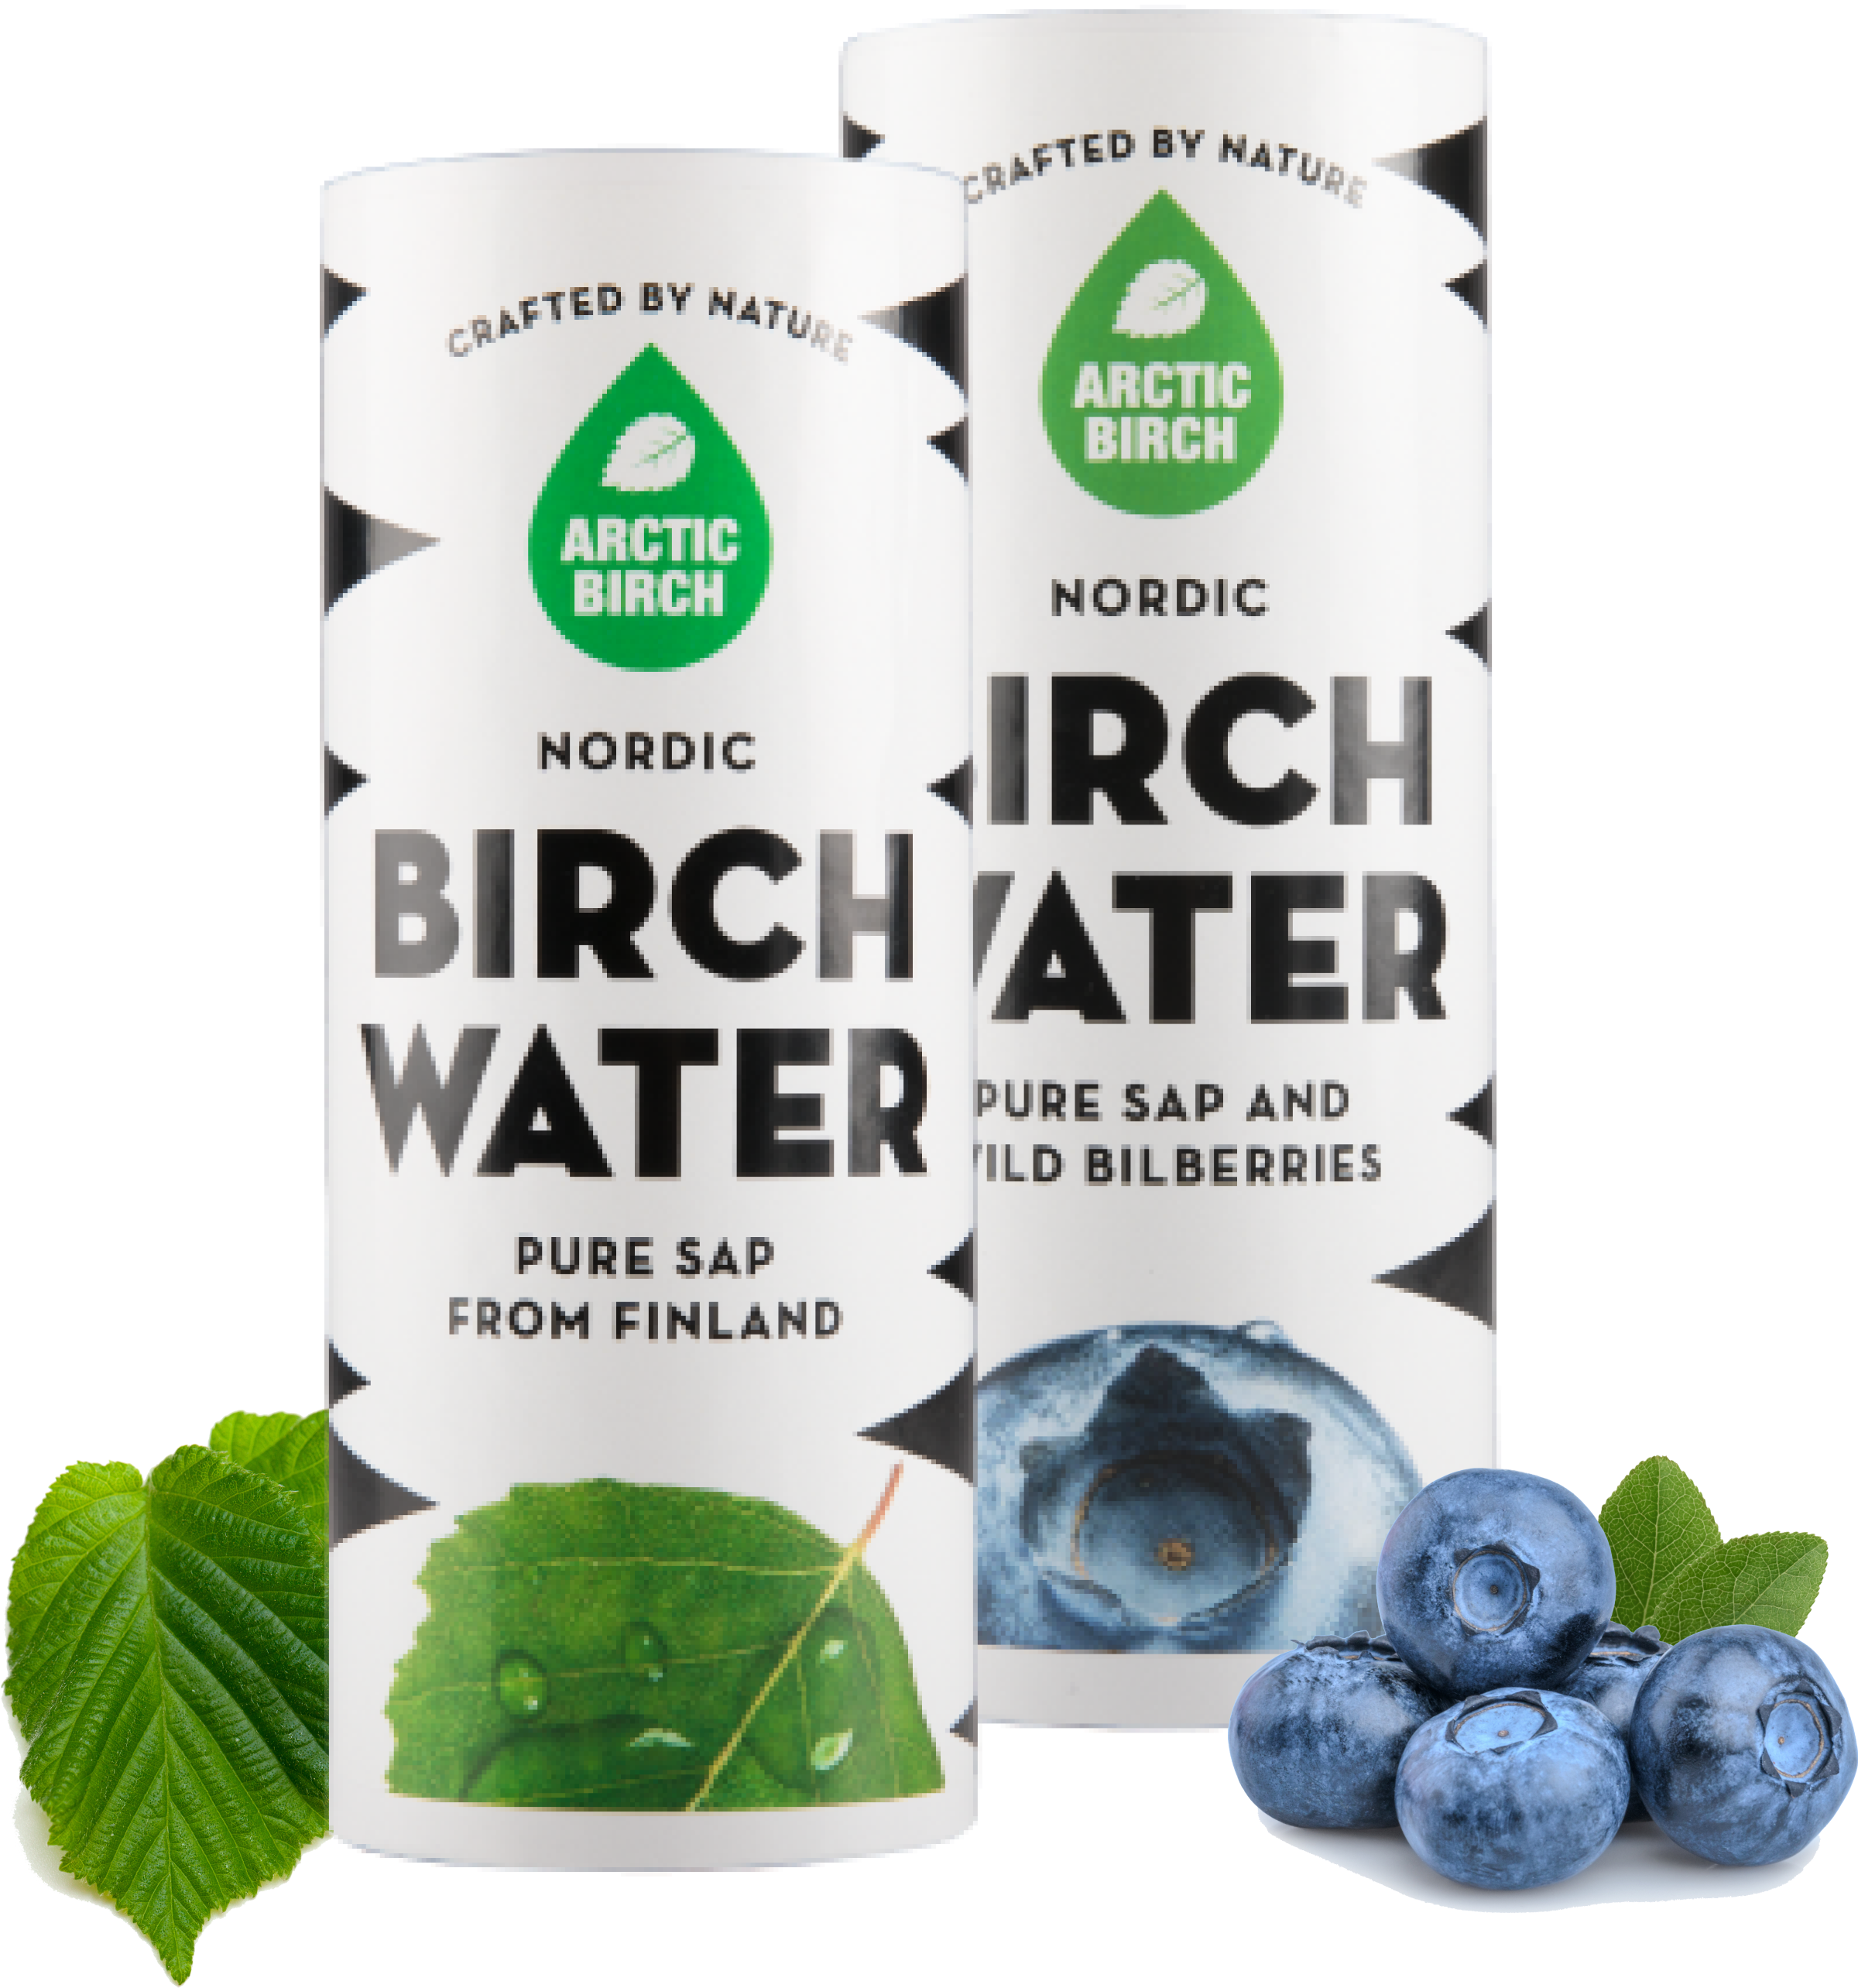 CRAFTED BY NATURE
ARCTIC
BIRCH
NORDIC
BIRCH
WATER
PURE SAP
FROM FINLAND
CRAFTED BY NATURE
ARCTIC
BIRCH
NORDIC
IRCH
ATER
PURE SAP AND
ILD BILBERRIES